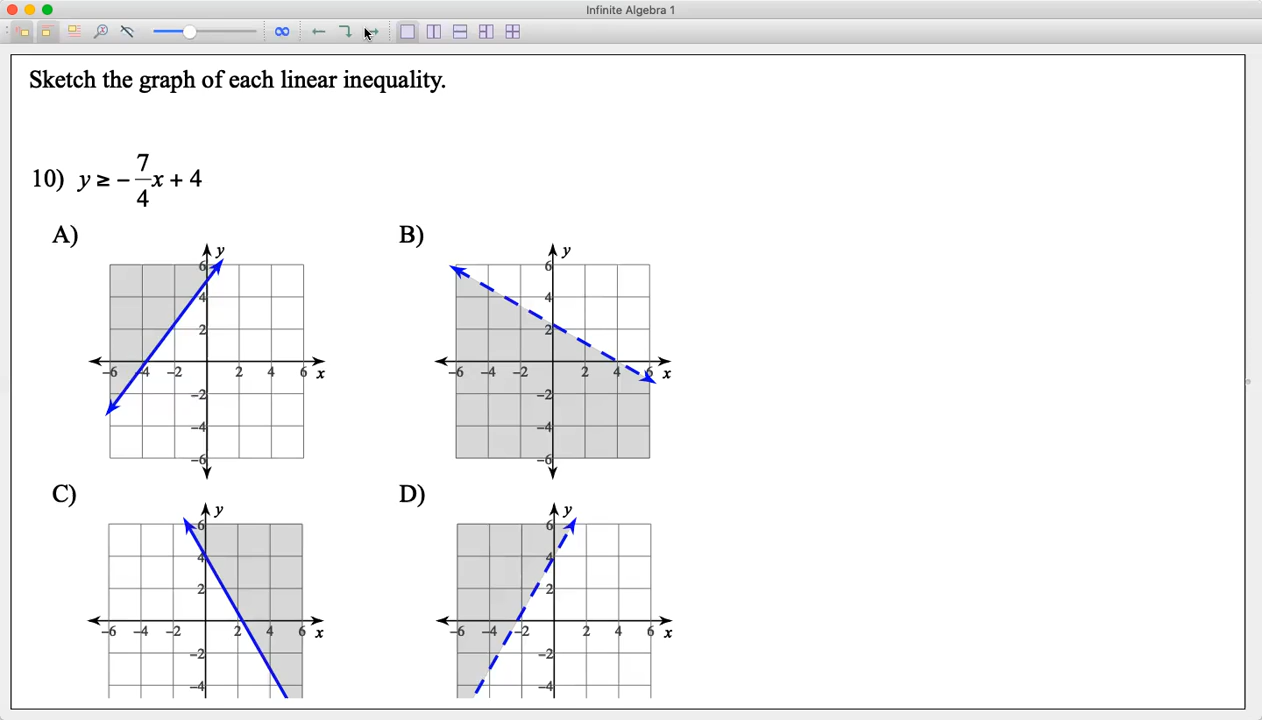 Infinite Algebra 1
Sketch the graph of each linear inequality.
10) y ≥ −7/4x + 4
A)
B)
y
6
4
2
−6 −4 −2 2 4 6 x
−2
−4
−6
y
6
4
2
−6 −4 −2 2 4 6 x
−2
−4
−6
C)
D)
y
6
4
2
−6 −4 −2 2 4 6 x
−2
−4
y
6
4
2
−6 −4 −2 2 4 6 x
−2
−4